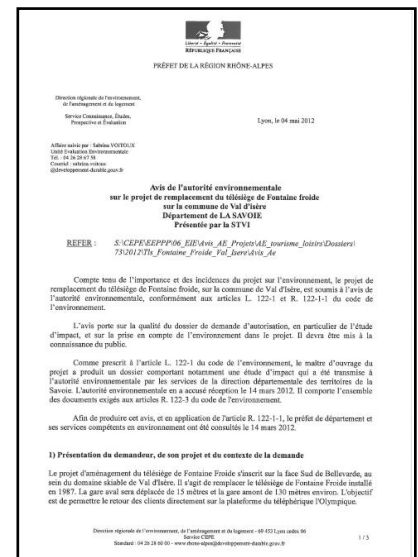 Liberté • Égalité • Fraternité
RÉPUBLIQUE FRANÇAISE
PRÉFET DE LA RÉGION RHÔNE-ALPES
Direction régionale de l'environnement,
de l'aménagement et du logement
Service Connaissance, Études,
Prospective et Évaluation
Lyon, le 04 mai 2012
Affaire suivie par : Sabrina VOITOUX
Unité Evaluation Environnementale
Tél. : 04 26 28 67 50
Courriel : sabrina.voitoux
@developpement-durable.gouv.fr
Avis de l'autorité environnementale
sur le projet de remplacement du télésiège de Fontaine froide
sur la commune de Val d'Isère
Département de LA SAVOIE
Présentée par la STVI
REFER : S:\CEPE\EEPPP\06_EIE\Avis_AE_Projets\AE_tourisme_loisirs\Dossiers\
73\2012\Tls_Fontaine_Froide_Val_Isere\Avis_Ae
Compte tenu de l'importance et des incidences du projet sur l'environnement, le projet de
remplacement du télésiège de Fontaine froide, sur la commune de Val d'Isère, est soumis à l'avis de
l'autorité environnementale, conformément aux articles L. 122-1 et R. 122-1-1 du code de
l'environnement.
L'avis porte sur la qualité du dossier de demande d'autorisation, en particulier de l'étude
d'impact, et sur la prise en compte de l'environnement dans le projet. Il devra être mis à la
connaissance du public.
Comme prescrit à l'article L. 122-1 du code de l'environnement, le maître d'ouvrage du
projet a produit un dossier comportant notamment une étude d'impact qui a été transmise à
l'autorité environnementale par les services de la direction départementale des territoires de la
Savoie. L'autorité environnementale en a accusé réception le 14 mars 2012. Il comporte l'ensemble
des documents exigés aux articles R. 122-3 du code de l'environnement.
Afin de produire cet avis, et en application de l'article R. 122-1-1, le préfet de département et
ses services compétents en environnement ont été consultés le 14 mars 2012.
1) Présentation du demandeur, de son projet et du contexte de la demande
Le projet d'aménagement du télésiège de Fontaine Froide s'inscrit sur la face Sud de Bellevarde, au
sein du domaine skiable de Val d'Isère. Il s'agit de remplacer le télésiège de Fontaine Froide installé
en 1987. La gare aval sera déplacée de 15 mètres et la gare amont de 130 mètres environ. L'objectif
est de permettre le retour des clients directement sur la plateforme du téléphérique l'Olympique.
Direction régionale de l'environnement, de l'aménagement et du logement - 69 453 Lyon cedex 06
Service CEPE
Standard : 04 26 28 60 00 - www.rhone-alpes@developpement-durable.gouv.fr
1 / 5